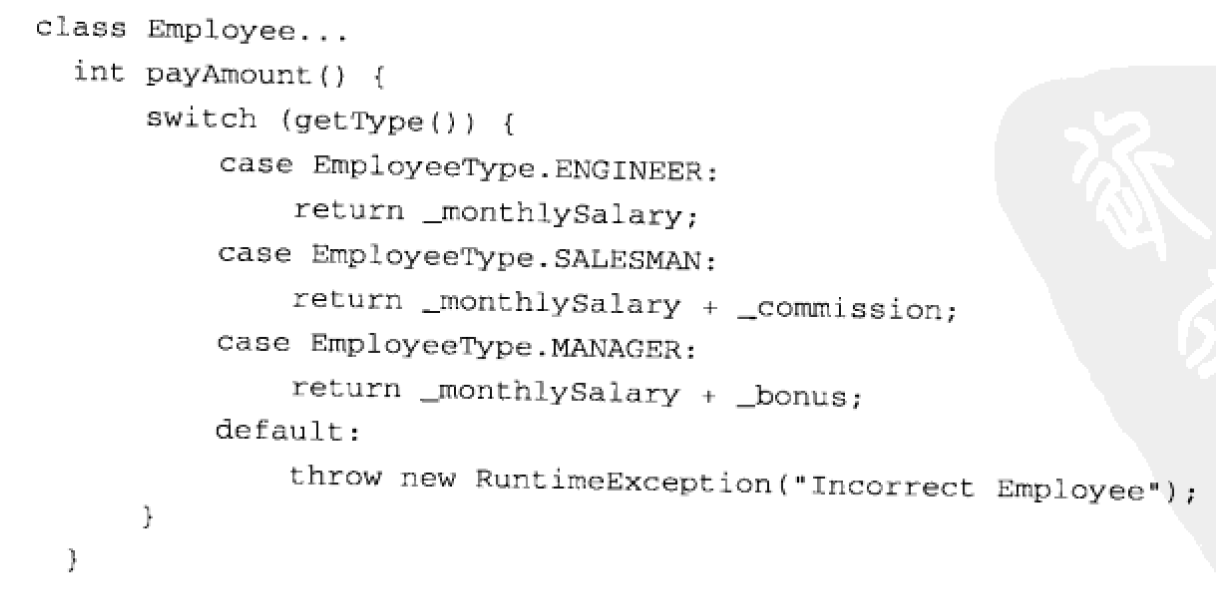 class Employee...
  int payAmount() {
      switch (getType()) {
          case EmployeeType.ENGINEER:
              return _monthlySalary;
          case EmployeeType.SALESMAN:
              return _monthlySalary + _commission;
          case EmployeeType.MANAGER:
              return _monthlySalary + _bonus;
          default:
              throw new RuntimeException("Incorrect Employee");
      }
  }